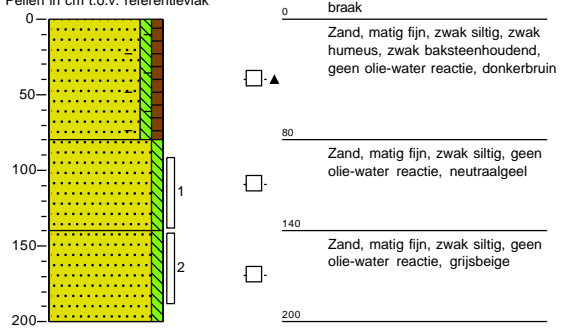 Peilen in cm t.o.v. referentievlak
0
50
100
150
200
1
2
0
braak
Zand, matig fijn, zwak siltig, zwak
humeus, zwak baksteenhoudend,
geen olie-water reactie, donkerbruin
80
Zand, matig fijn, zwak siltig, geen
olie-water reactie, neutraalgeel
140
Zand, matig fijn, zwak siltig, geen
olie-water reactie, grijsbeige
200